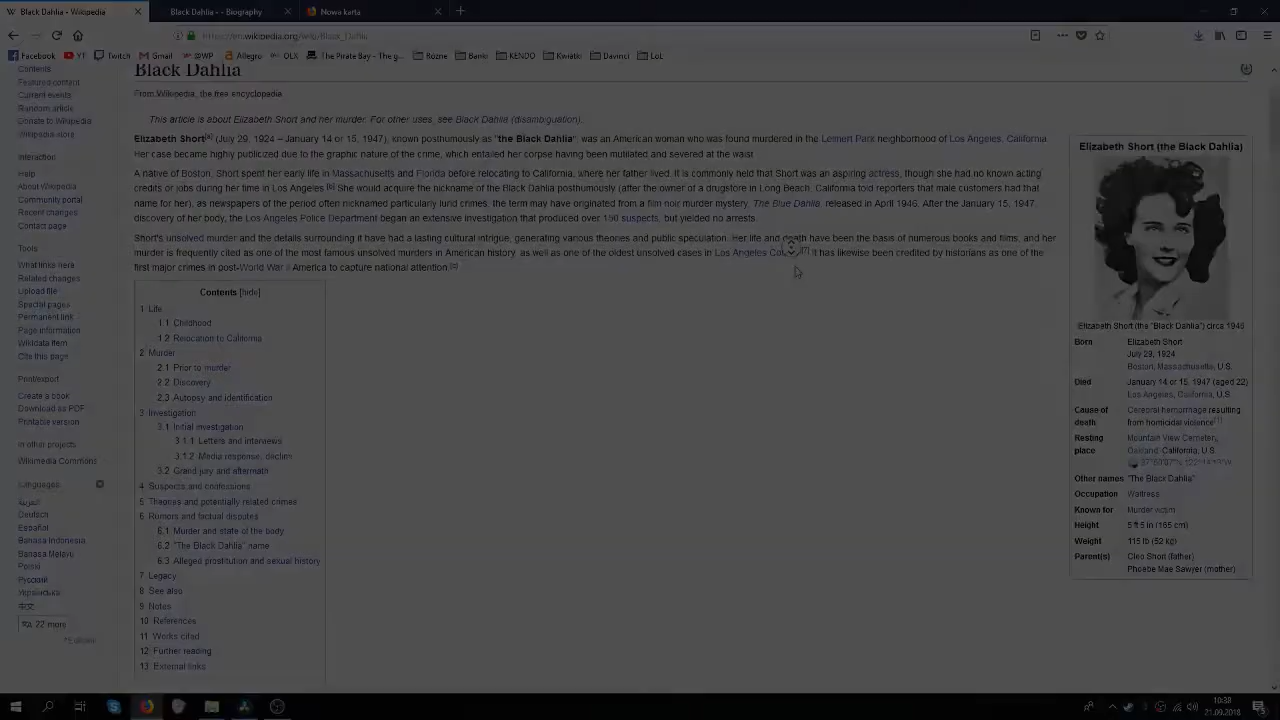 Black Dahlia - Wikipedia
Black Dahlia - - Biography
Nowa karta
https://en.wikipedia.org/wiki/Black_Dahlia
Facebook
YT
Twitch
Gmail
@WP
Allegro
OLX
The Pirate Bay - The g...
Różne
Banki
KENDO
Kwiatki
Davinci
LoL
Contents
Featured content
Current events
Random article
Donate to Wikipedia
Wikipedia store
Interaction
Help
About Wikipedia
Community portal
Recent changes
Contact page
Tools
What links here
Related changes
Upload file
Special pages
Permanent link
Page information
Wikidata item
Cite this page
Print/export
Create a book
Download as PDF
Printable version
In other projects
Wikimedia Commons
Languages
العربية
Deutsch
Español
Bahasa Indonesia
Bahasa Melayu
Polski
Русский
Українська
中文
22 more
Black Dahlia
From Wikipedia, the free encyclopedia
This article is about Elizabeth Short and her murder. For other uses, see Black Dahlia (disambiguation).
Elizabeth Short[a] (July 29, 1924 – January 14 or 15, 1947), known posthumously as "the Black Dahlia", was an American woman who was found murdered in the Leimert Park neighborhood of Los Angeles, California.
Her case became highly publicized due to the graphic nature of the crime, which entailed her corpse having been mutilated and severed at the waist.
A native of Boston, Short spent her early life in Massachusetts and Florida before relocating to California, where her father lived. It is commonly held that Short was an aspiring actress, though she had no known acting
credits or jobs during her time in Los Angeles.[b] She would acquire the nickname of the Black Dahlia posthumously (after the owner of a drugstore in Long Beach, California told reporters that male customers had that
name for her), as newspapers of the period often nicknamed particularly lurid crimes; the term may have originated from a film noir murder mystery, The Blue Dahlia, released in April 1946. After the January 15, 1947,
discovery of her body, the Los Angeles Police Department began an extensive investigation that produced over 150 suspects, but yielded no arrests.
Short's unsolved murder and the details surrounding it have had a lasting cultural intrigue, generating various theories and public speculation. Her life and death have been the basis of numerous books and films, and her
murder is frequently cited as one of the most famous unsolved murders in American history, as well as one of the oldest unsolved cases in Los Angeles Co [7] It has likewise been credited by historians as one of the
first major crimes in post-World War II America to capture national attention.
Contents [hide]
1 Life
1.1 Childhood
1.2 Relocation to California
2 Murder
2.1 Prior to murder
2.2 Discovery
2.3 Autopsy and identification
3 Investigation
3.1 Initial investigation
3.1.1 Letters and interviews
3.1.2 Media response; decline
3.2 Grand jury and aftermath
4 Suspects and confessions
5 Theories and potentially related crimes
6 Rumors and factual disputes
6.1 Murder and state of the body
6.2 "The Black Dahlia" name
6.3 Alleged prostitution and sexual history
7 Legacy
8 See also
9 Notes
10 References
11 Works cited
12 Further reading
13 External links
Elizabeth Short (the Black Dahlia)
Elizabeth Short (the "Black Dahlia") circa 1946
Born Elizabeth Short
July 29, 1924
Boston, Massachusetts, U.S.
Died January 14 or 15, 1947 (aged 22)
Los Angeles, California, U.S.
Cause of Cerebral hemorrhage resulting
death from homicidal violence[1]
Resting Mountain View Cemetery,
place Oakland, California, U.S.
Other names "The Black Dahlia"
Occupation Waitress
Known for Murder victim
Height 5 ft 5 in (165 cm)
Weight 115 lb (52 kg)
Parent(s) Cleo Short (father)
Phoebe Mae Sawyer (mother)
10:38
21.09.2018